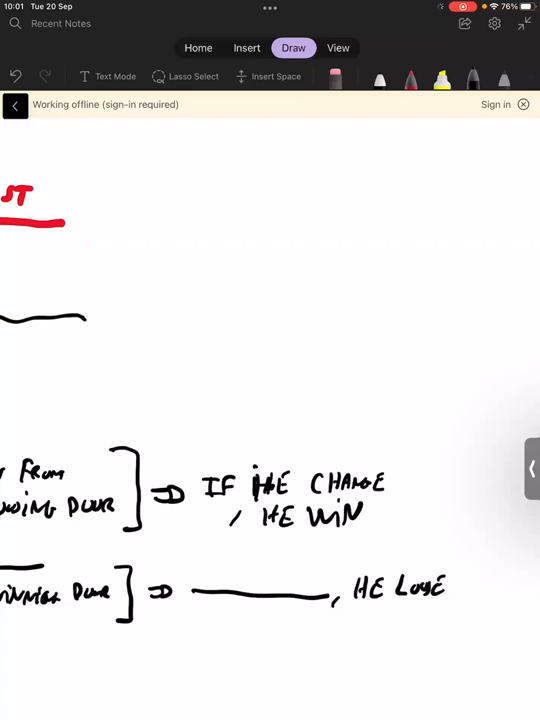 10:01 Tue 20 Sep
76%
Recent Notes
Home Insert Draw View
Text Mode Lasso Select Insert Space
Working offline (sign-in required) Sign in
ST
FROM
DOOR
IF HE CHANGE
, HE WIN
DOOR
, HE LOSE